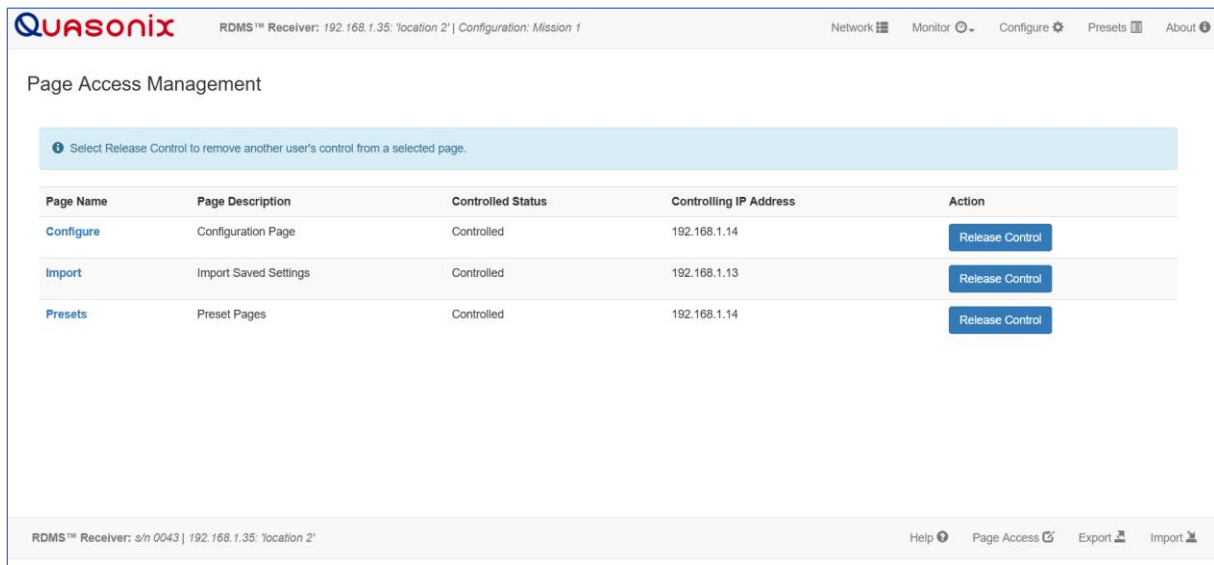 Quasonix RDMS™ Receiver: 192.168.1.35: 'location 2' | Configuration: Mission 1 Network Monitor Configure Presets About
Page Access Management
Select Release Control to remove another user's control from a selected page.
Page Name Page Description Controlled Status Controlling IP Address Action
Configure Configuration Page Controlled 192.168.1.14 Release Control
Import Import Saved Settings Controlled 192.168.1.13 Release Control
Presets Preset Pages Controlled 192.168.1.14 Release Control
RDMS™ Receiver: s/n 0043 | 192.168.1.35: 'location 2' Help Page Access Export Import